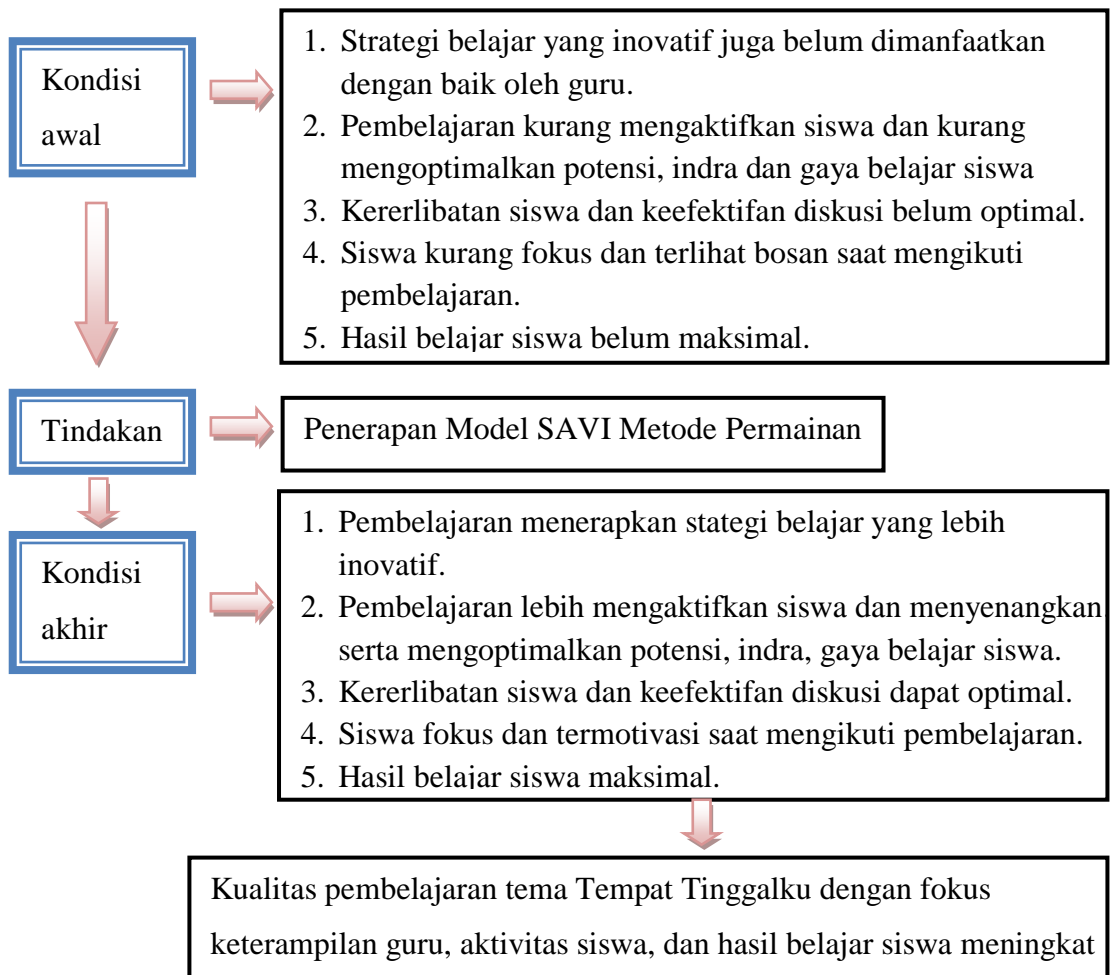 Kondisi
awal
1. Strategi belajar yang inovatif juga belum dimanfaatkan
dengan baik oleh guru.
2. Pembelajaran kurang mengaktifkan siswa dan kurang
mengoptimalkan potensi, indra dan gaya belajar siswa
3. Kererlibatan siswa dan keefektifan diskusi belum optimal.
4. Siswa kurang fokus dan terlihat bosan saat mengikuti
pembelajaran.
5. Hasil belajar siswa belum maksimal.
Tindakan
Penerapan Model SAVI Metode Permainan
Kondisi
akhir
1. Pembelajaran menerapkan stategi belajar yang lebih
inovatif.
2. Pembelajaran lebih mengaktifkan siswa dan menyenangkan
serta mengoptimalkan potensi, indra, gaya belajar siswa.
3. Kererlibatan siswa dan keefektifan diskusi dapat optimal.
4. Siswa fokus dan termotivasi saat mengikuti pembelajaran.
5. Hasil belajar siswa maksimal.
Kualitas pembelajaran tema Tempat Tinggalku dengan fokus
keterampilan guru, aktivitas siswa, dan hasil belajar siswa meningkat